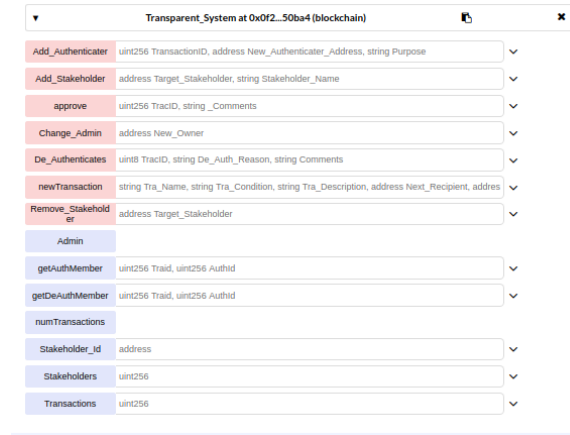 Transparent_System at 0x0f2...50ba4 (blockchain)
Add_Authenticater uint256 TransactionID, address New_Authenticater_Address, string Purpose
Add_Stakeholder address Target_Stakeholder, string Stakeholder_Name
approve uint256 TracID, string _Comments
Change_Admin address New_Owner
De_Authenticates uint8 TracID, string De_Auth_Reason, string Comments
newTransaction string Tra_Name, string Tra_Condition, string Tra_Description, address Next_Recipient, addres
Remove_Stakehold
er
address Target_Stakeholder
Admin
getAuthMember uint256 Traid, uint256 AuthId
getDeAuthMember uint256 Traid, uint256 AuthId
numTransactions
Stakeholder_Id address
Stakeholders uint256
Transactions uint256